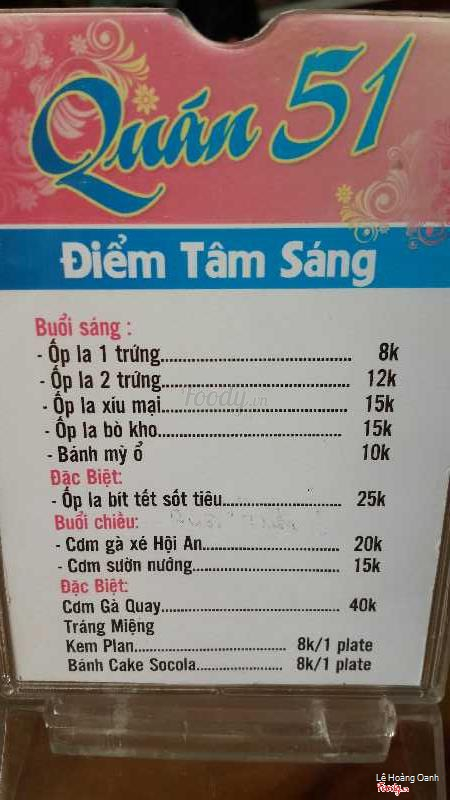 Quán 51
Điểm Tâm Sáng
Buổi sáng :
- Ốp la 1 trứng........ 8k
- Ốp la 2 trứng........ 12k
- Ốp la xíu mại........ 15k
- Ốp la bò kho........ 15k
- Bánh mỳ ổ 10k
Đặc Biệt:
- Ốp la bít tết sốt tiêu........ 25k
Buổi chiều:
- Cơm gà xé Hội An........ 20k
- Cơm sườn nướng........ 15k
Đặc Biệt:
Cơm Gà Quay........ 40k
Tráng Miệng
Kem Plan........ 8k/1 plate
Bánh Cake Socola........ 8k/1 plate
Foody.vn
Lê Hoàng Oanh
Foody.vn